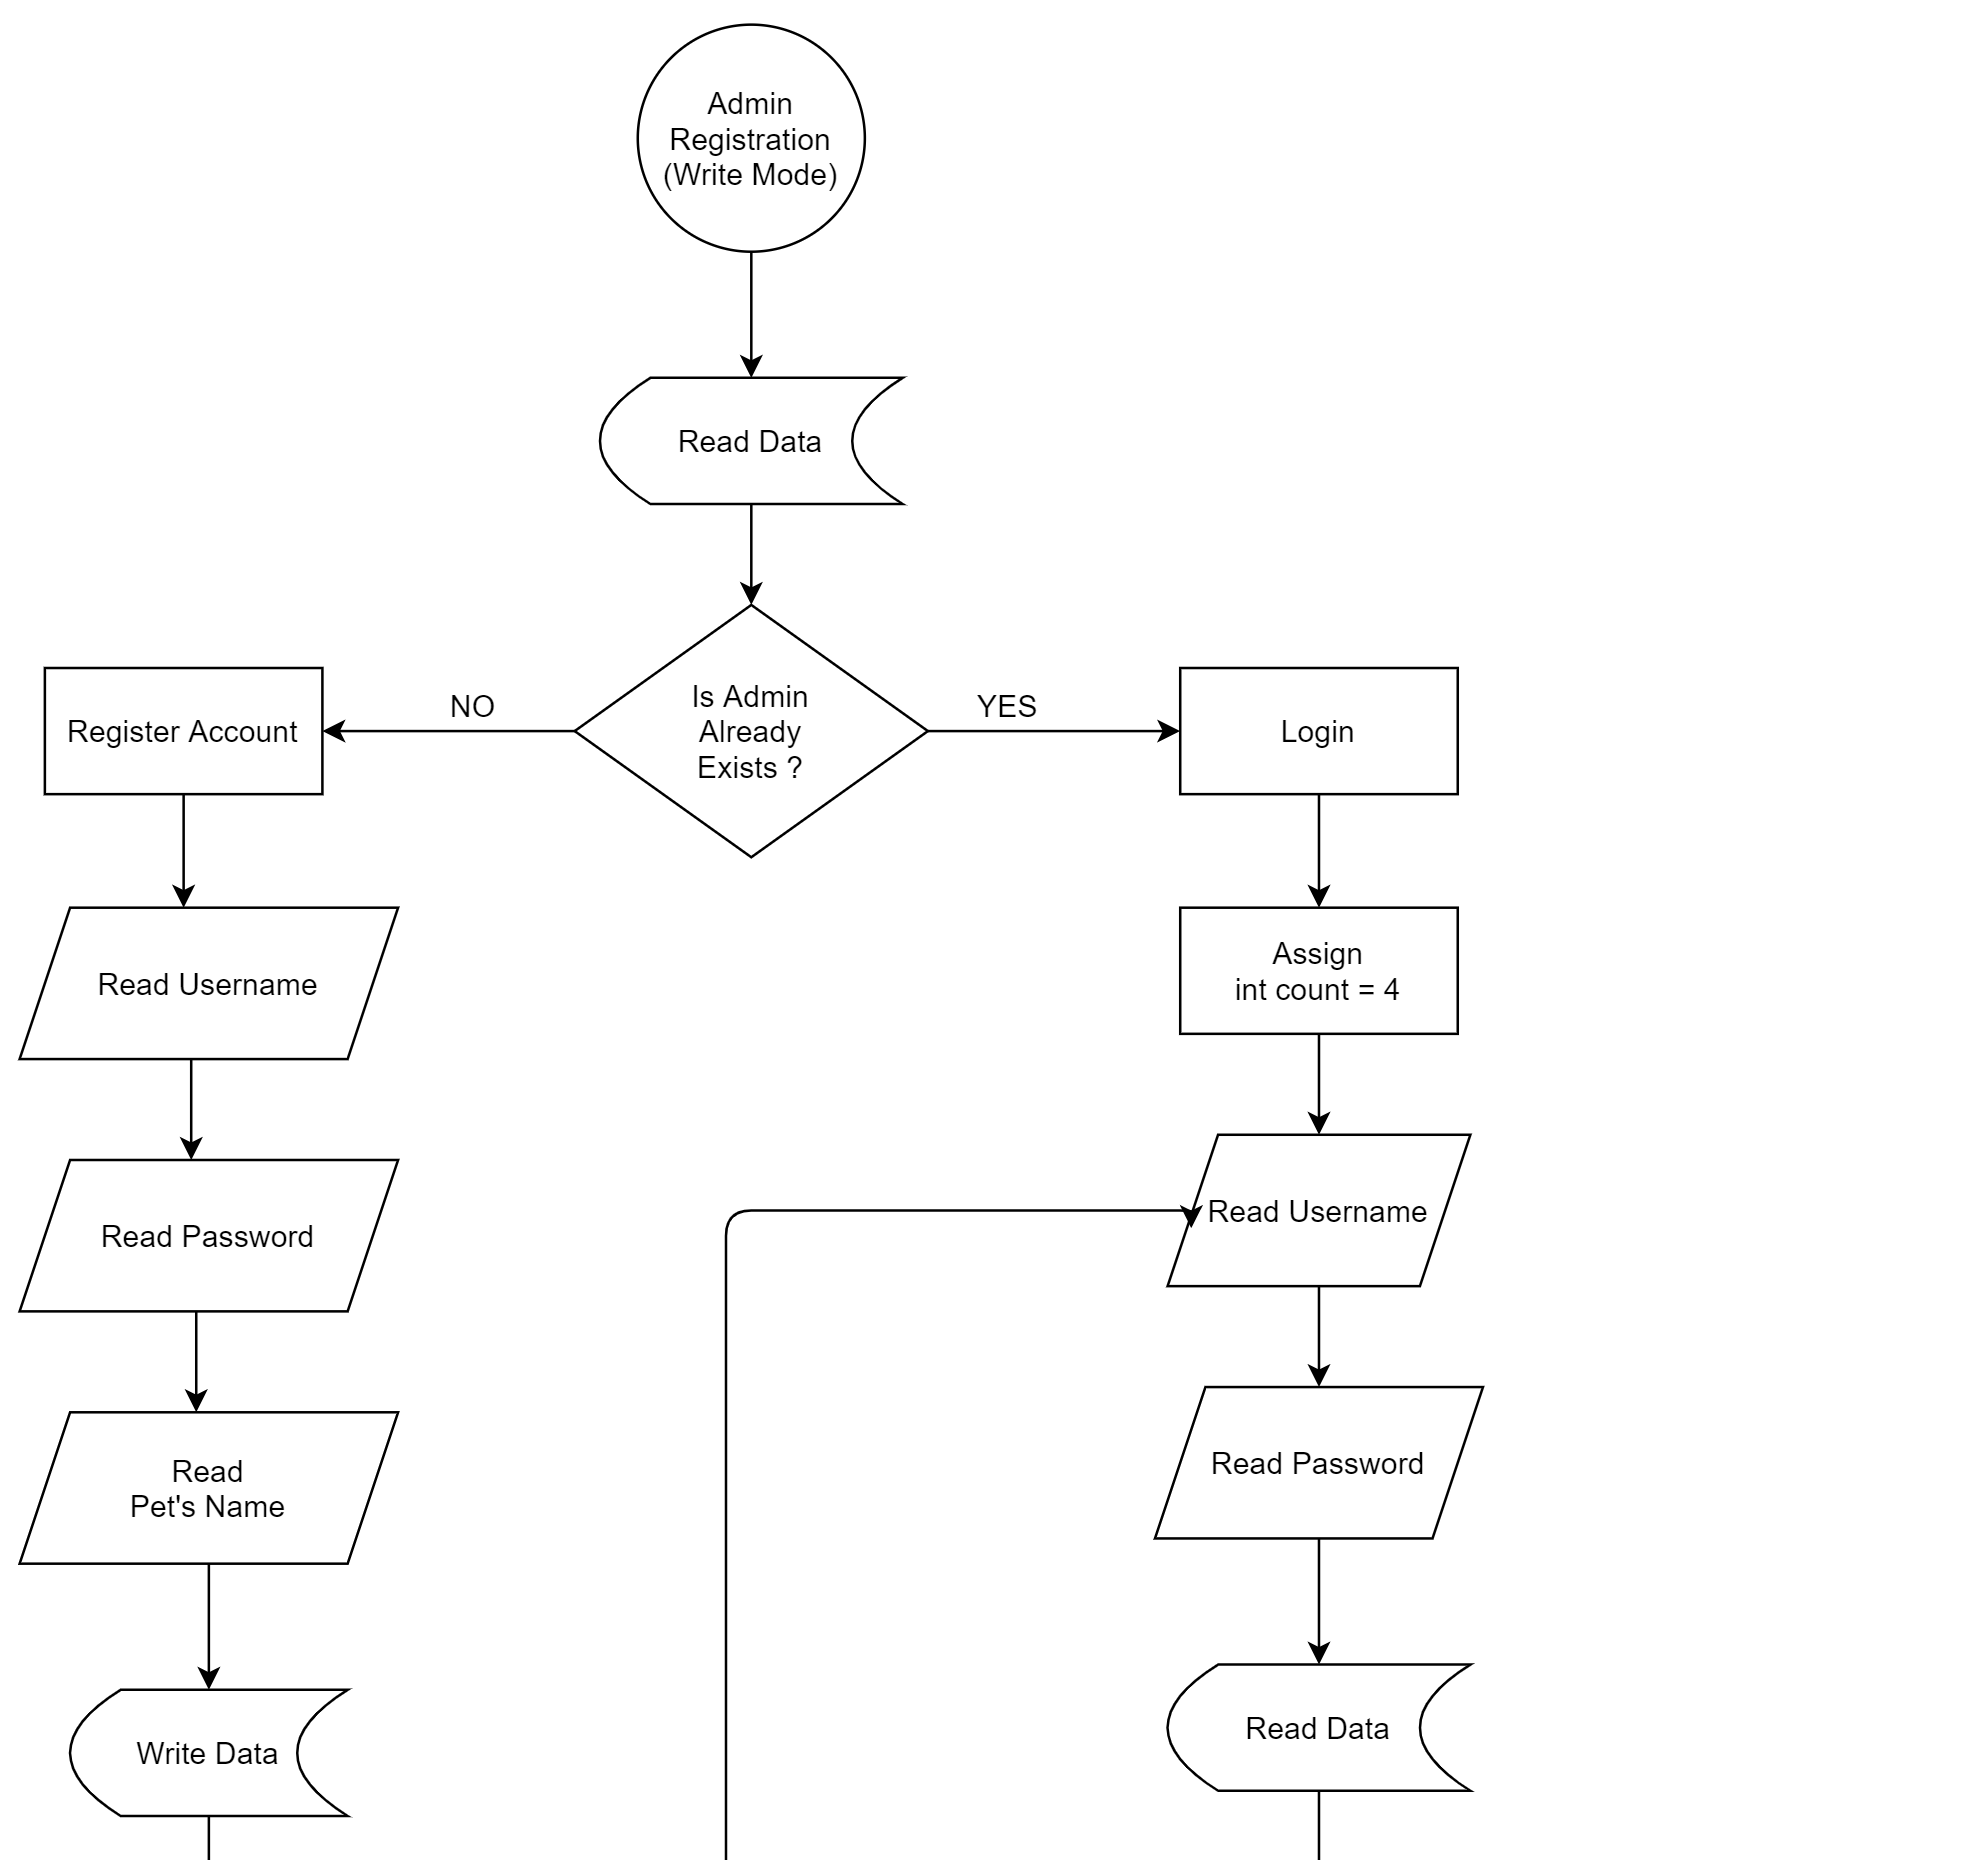 Admin
Registration
(Write Mode)
Read Data
NO
Is Admin
Already
Exists ?
YES
Register Account
Login
Read Username
Assign
int count = 4
Read Password
Read Username
Read
Pet's Name
Read Password
Write Data
Read Data